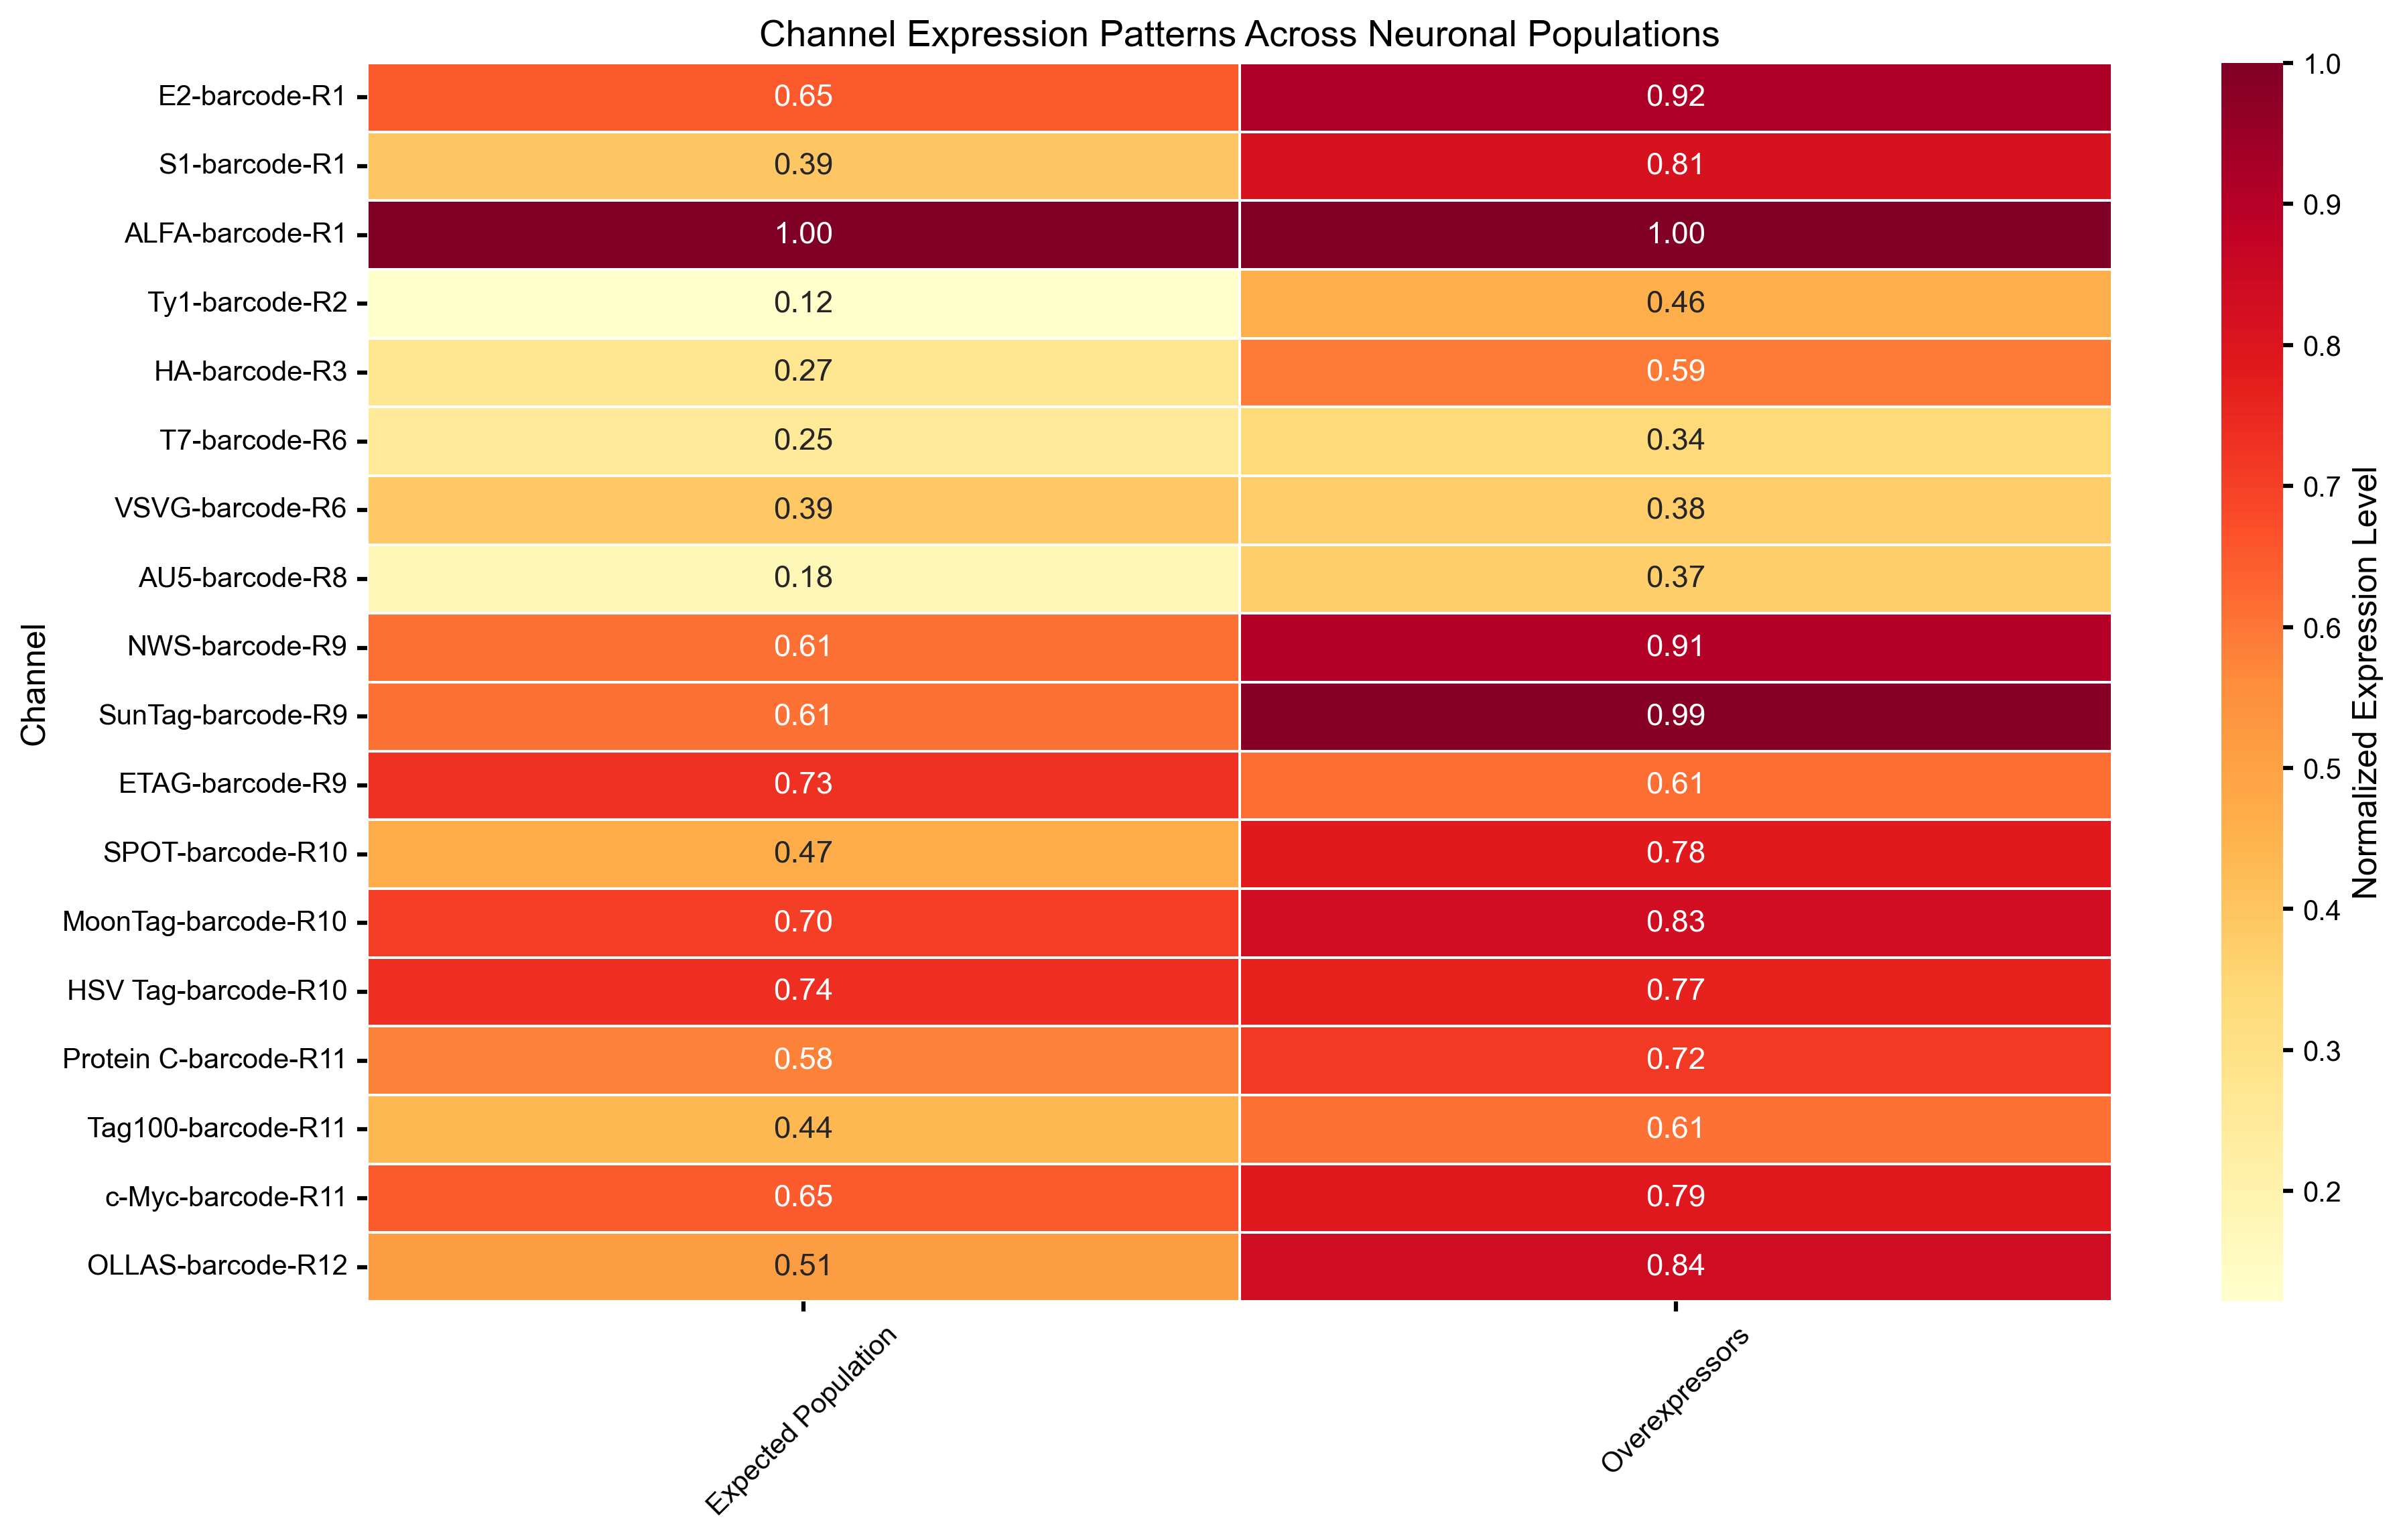 Channel Expression Patterns Across Neuronal Populations
E2-barcode-R1 0.65 0.92
S1-barcode-R1 0.39 0.81
ALFA-barcode-R1 1.00 1.00
Ty1-barcode-R2 0.12 0.46
HA-barcode-R3 0.27 0.59
T7-barcode-R6 0.25 0.34
VSVG-barcode-R6 0.39 0.38
AU5-barcode-R8 0.18 0.37
NWS-barcode-R9 0.61 0.91
SunTag-barcode-R9 0.61 0.99
ETAG-barcode-R9 0.73 0.61
SPOT-barcode-R10 0.47 0.78
MoonTag-barcode-R10 0.70 0.83
HSV Tag-barcode-R10 0.74 0.77
Protein C-barcode-R11 0.58 0.72
Tag100-barcode-R11 0.44 0.61
c-Myc-barcode-R11 0.65 0.79
OLLAS-barcode-R12 0.51 0.84
Channel
Expected Population
Overexpressors
1.0
0.9
0.8
0.7
0.6
0.5
0.4
0.3
0.2
Normalized Expression Level